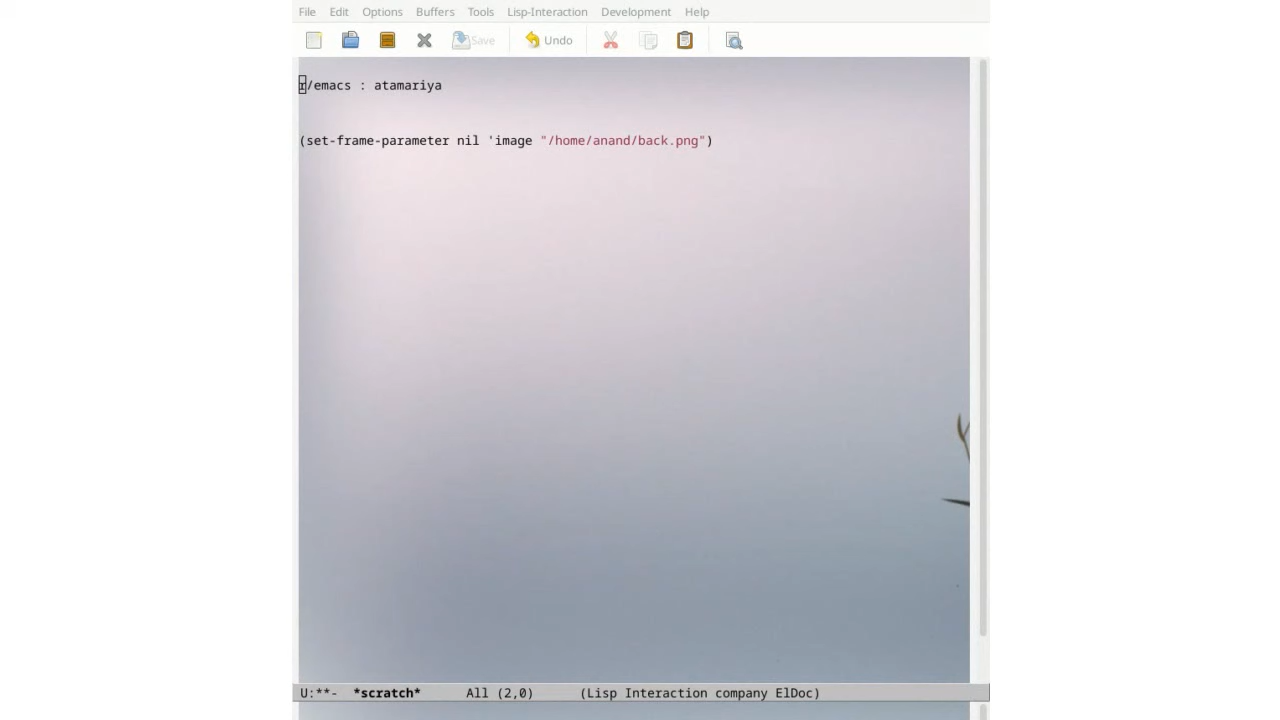 File Edit Options Buffers Tools Lisp-Interaction Development Help
Save Undo
r/emacs : atamariya
(set-frame-parameter nil 'image "/home/anand/back.png")
U:**- *scratch* All (2,0) (Lisp Interaction company ElDoc)